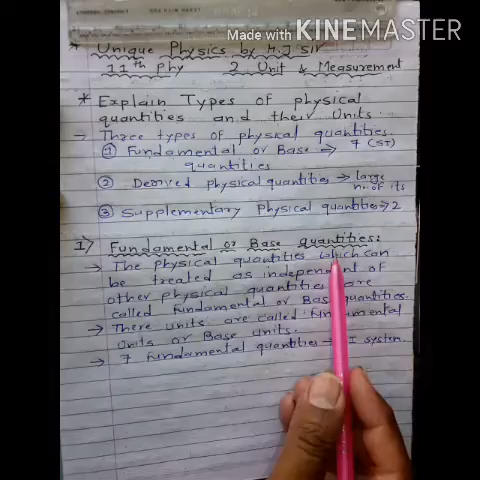 Made with KINEMASTER
* Unique Physics by H.J Sir
11th phy 2 Unit & Measurement
* Explain Types of physical
quantities and their Units.
→ Three types of physical quantities.
① Fundamental or Base → 7 (SI)
quantities
② Deorived physical quantities → large
no. of its
③ Supplementary physical quantities → 2
1) Fundamental or Base quantities:
→ The physical quantities which can
be treated as independent of
other physical quantities are
called fundamental or Base quantities.
→ There units are called fundamental
Units or Base units.
→ 7 fundamental quantities → I system.